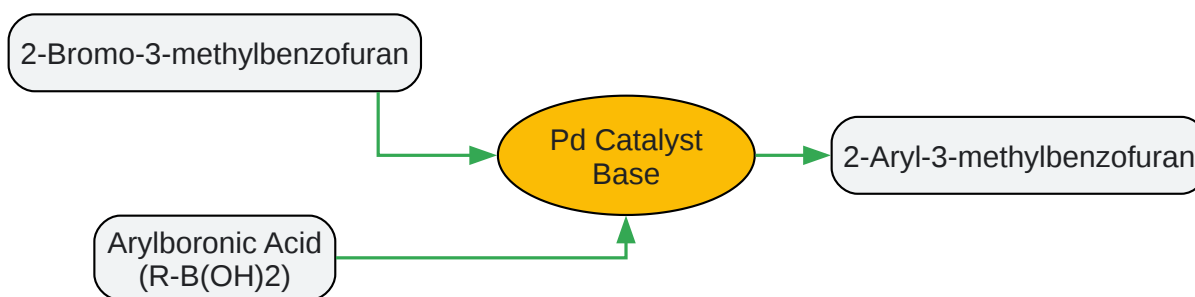 2-Bromo-3-methylbenzofuran
Pd Catalyst
Base
2-Aryl-3-methylbenzofuran
Arylboronic Acid
(R-B(OH)2)